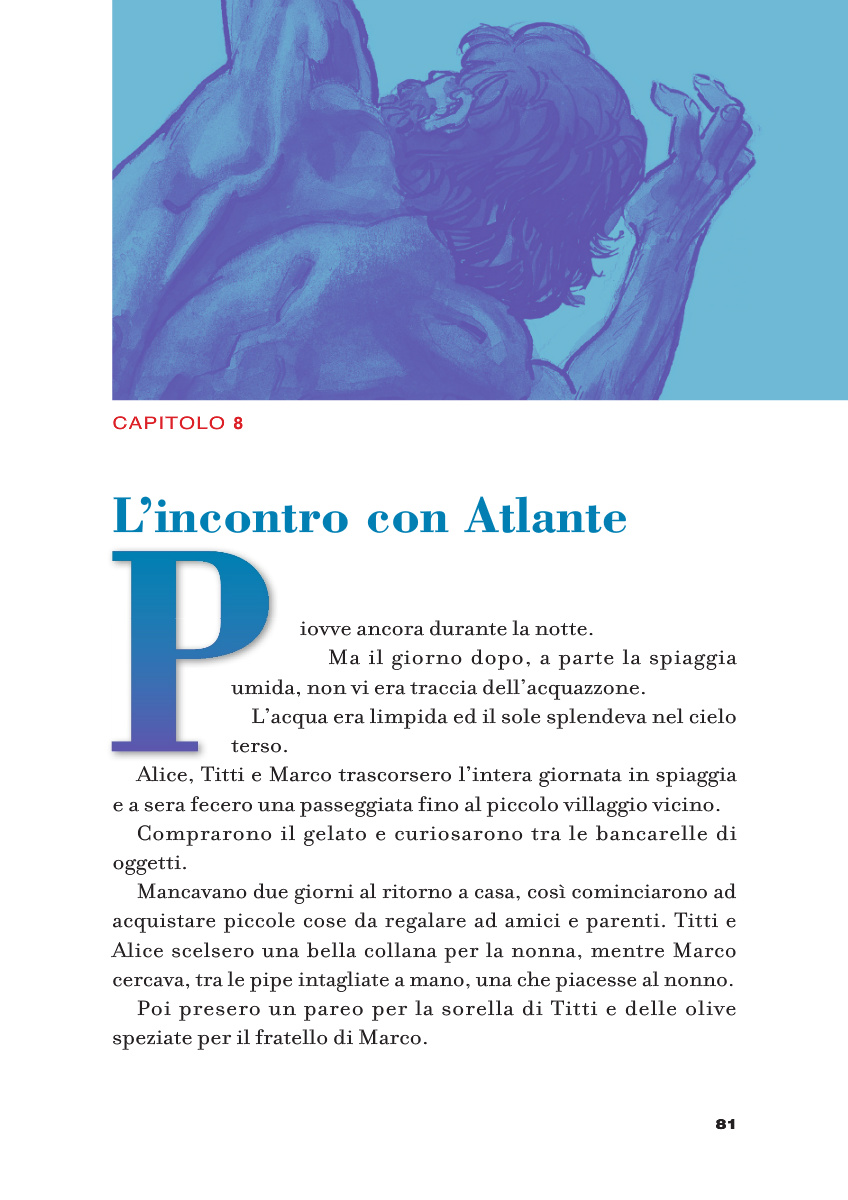 CAPITOLO 8
L’incontro con Atlante
Piovve ancora durante la notte.
Ma il giorno dopo, a parte la spiaggia
umida, non vi era traccia dell’acquazzone.
L’acqua era limpida ed il sole splendeva nel cielo
terso.
Alice, Titti e Marco trascorsero l’intera giornata in spiaggia
e a sera fecero una passeggiata fino al piccolo villaggio vicino.
Comprarono il gelato e curiosarono tra le bancarelle di
oggetti.
Mancavano due giorni al ritorno a casa, così cominciarono ad
acquistare piccole cose da regalare ad amici e parenti. Titti e
Alice scelsero una bella collana per la nonna, mentre Marco
cercava, tra le pipe intagliate a mano, una che piacesse al nonno.
Poi presero un pareo per la sorella di Titti e delle olive
speziate per il fratello di Marco.
81